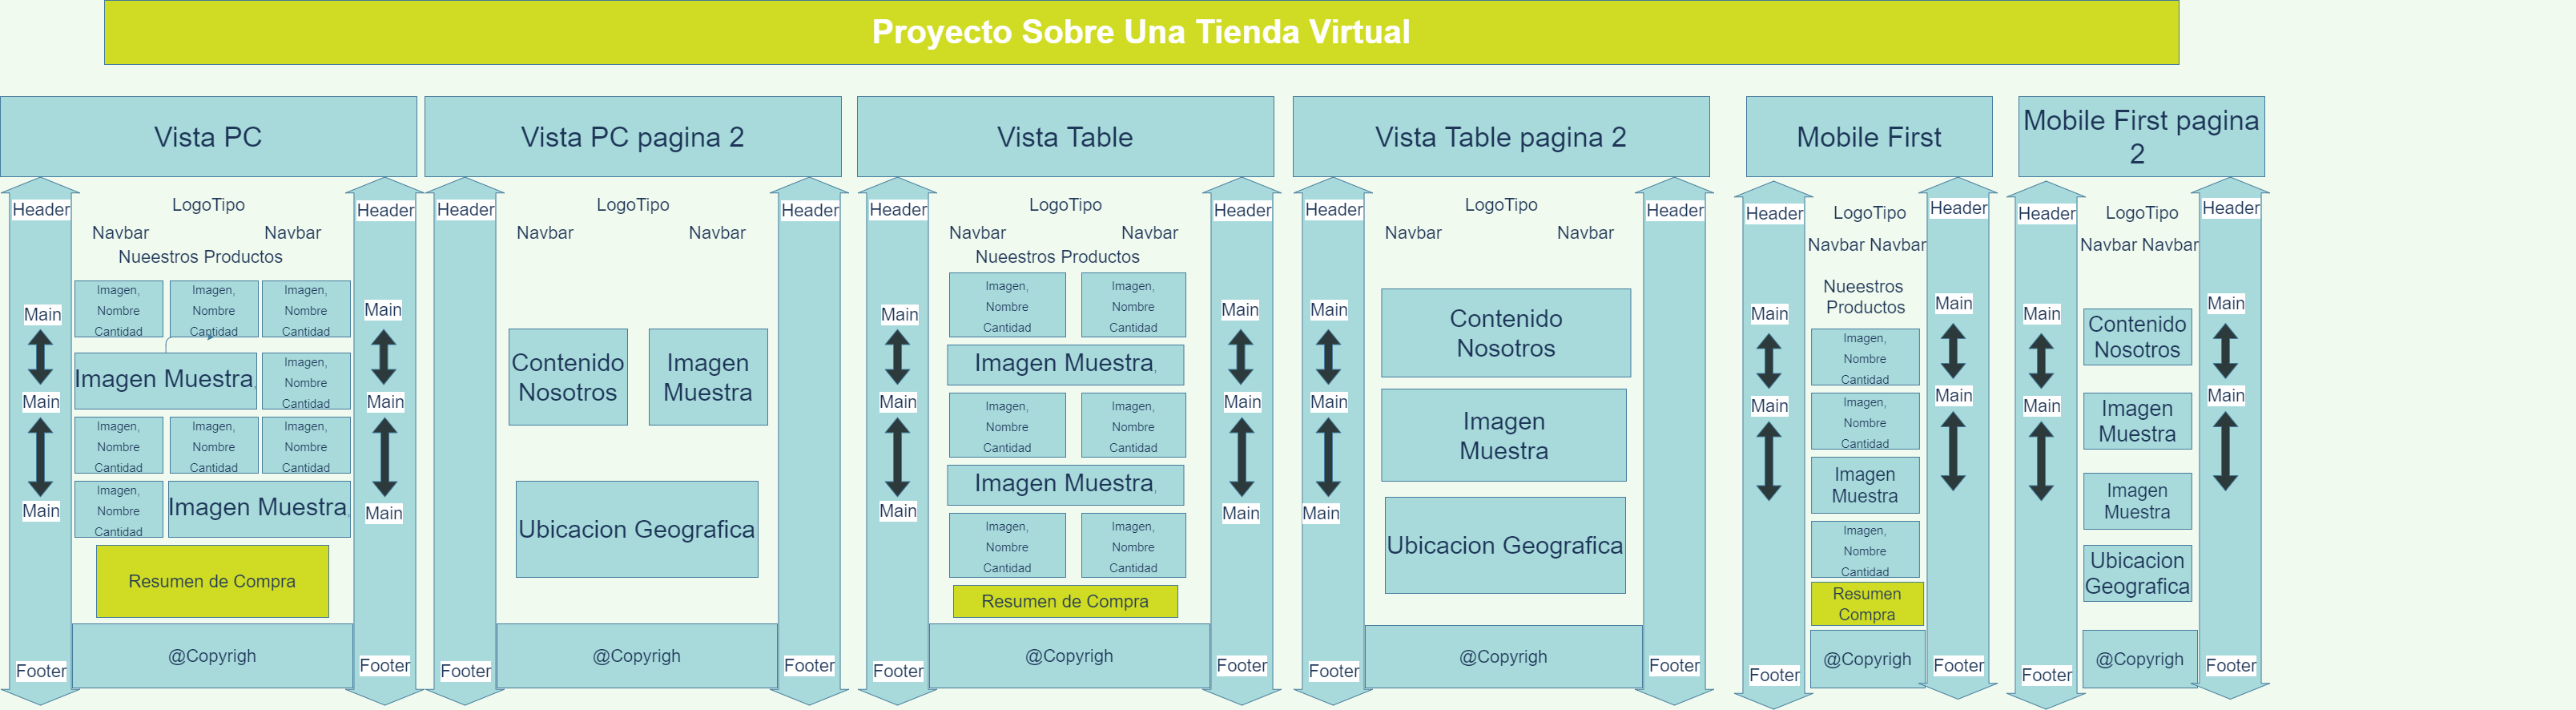 Proyecto Sobre Una Tienda Virtual
Vista PC
Header
LogoTipo
Header
Navbar
Navbar
Nueestros Productos
Imagen,
Nombre
Cantidad
Imagen,
Nombre
Cantidad
Imagen,
Nombre
Cantidad
Main
Main
Imagen Muestra,
Imagen,
Nombre
Cantidad
Main
Main
Imagen,
Nombre
Cantidad
Imagen,
Nombre
Cantidad
Imagen,
Nombre
Cantidad
Imagen,
Nombre
Cantidad
Imagen Muestra,
Main
Main
Resumen de Compra
@Copyrigh
Footer
Footer
Vista PC pagina 2
Header
LogoTipo
Header
Navbar
Navbar
Contenido
Nosotros
Imagen
Muestra
Ubicacion Geografica
@Copyrigh
Footer
Footer
Vista Table
Header
LogoTipo
Header
Navbar
Navbar
Nueestros Productos
Imagen,
Nombre
Cantidad
Imagen,
Nombre
Cantidad
Main
Main
Imagen Muestra,
Main
Main
Imagen,
Nombre
Cantidad
Imagen,
Nombre
Cantidad
Imagen Muestra,
Main
Main
Imagen,
Nombre
Cantidad
Imagen,
Nombre
Cantidad
Resumen de Compra
@Copyrigh
Footer
Footer
Vista Table pagina 2
Header
LogoTipo
Header
Navbar
Navbar
Main
Contenido
Nosotros
Main
Imagen
Muestra
Main
Ubicacion Geografica
@Copyrigh
Footer
Footer
Mobile First
Header
LogoTipo
Header
Navbar Navbar
Nueestros
Productos
Main
Main
Imagen,
Nombre
Cantidad
Main
Main
Imagen,
Nombre
Cantidad
Imagen
Muestra
Imagen,
Nombre
Cantidad
Resumen
Compra
@Copyrigh
Footer
Footer
Mobile First pagina
2
Header
LogoTipo
Header
Navbar Navbar
Main
Main
Contenido
Nosotros
Main
Main
Imagen
Muestra
Imagen
Muestra
Ubicacion
Geografica
@Copyrigh
Footer
Footer